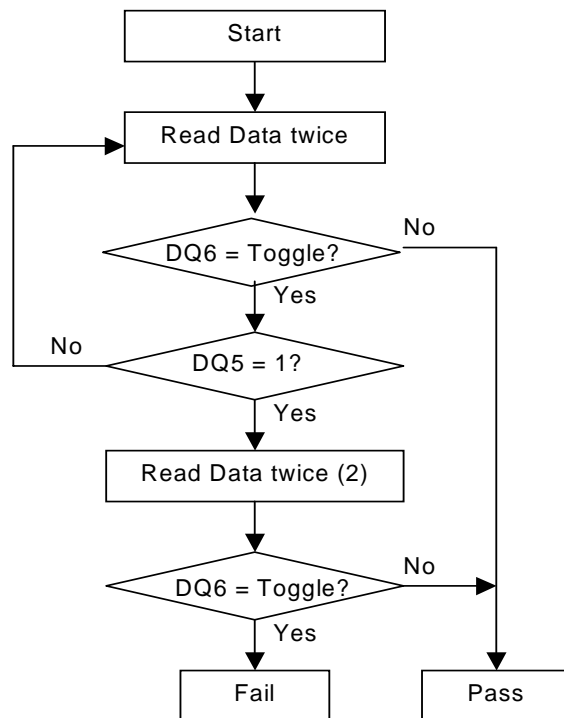 Start
Read Data twice
DQ6 = Toggle?
No
Yes
No
DQ5 = 1?
Yes
Read Data twice (2)
DQ6 = Toggle?
No
Yes
Fail
Pass